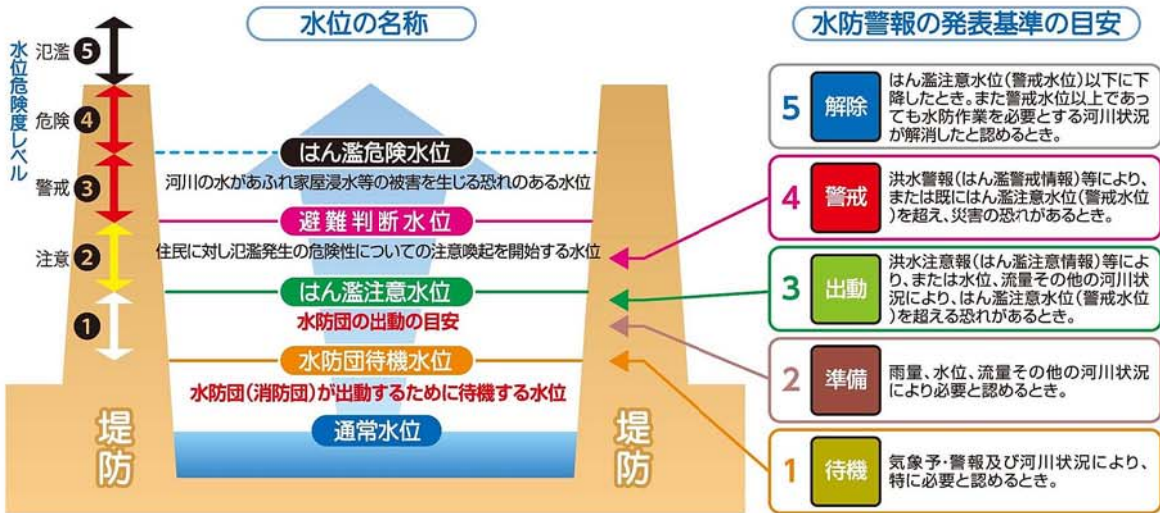 水位の名称
水防警報の発表基準の目安
水位危険度レベル
氾濫 5
危険 4
警戒 3
注意 2
1
はん濫危険水位
河川の水があふれ家屋浸水等の被害を生じる恐れのある水位
避難判断水位
住民に対し氾濫発生の危険性についての注意喚起を開始する水位
はん濫注意水位
水防団の出動の目安
水防団待機水位
水防団(消防団)が出動するために待機する水位
通常水位
堤防
堤防
5 解除
はん濫注意水位(警戒水位)以下に下
降したとき。また警戒水位以上であっ
ても水防作業を必要とする河川状況
が解消したと認めるとき。
4 警戒
洪水警報(はん濫警戒情報)等により、
または既にはん濫注意水位(警戒水位
)を超え、災害の恐れがあるとき。
3 出動
洪水注意報(はん濫注意情報)等によ
り、または水位、流量その他の河川状
況により、はん濫注意水位(警戒水位
)を超える恐れがあるとき。
2 準備
雨量、水位、流量その他の河川状況
により必要と認めるとき。
1 待機
気象予・警報及び河川状況により、
特に必要と認めるとき。